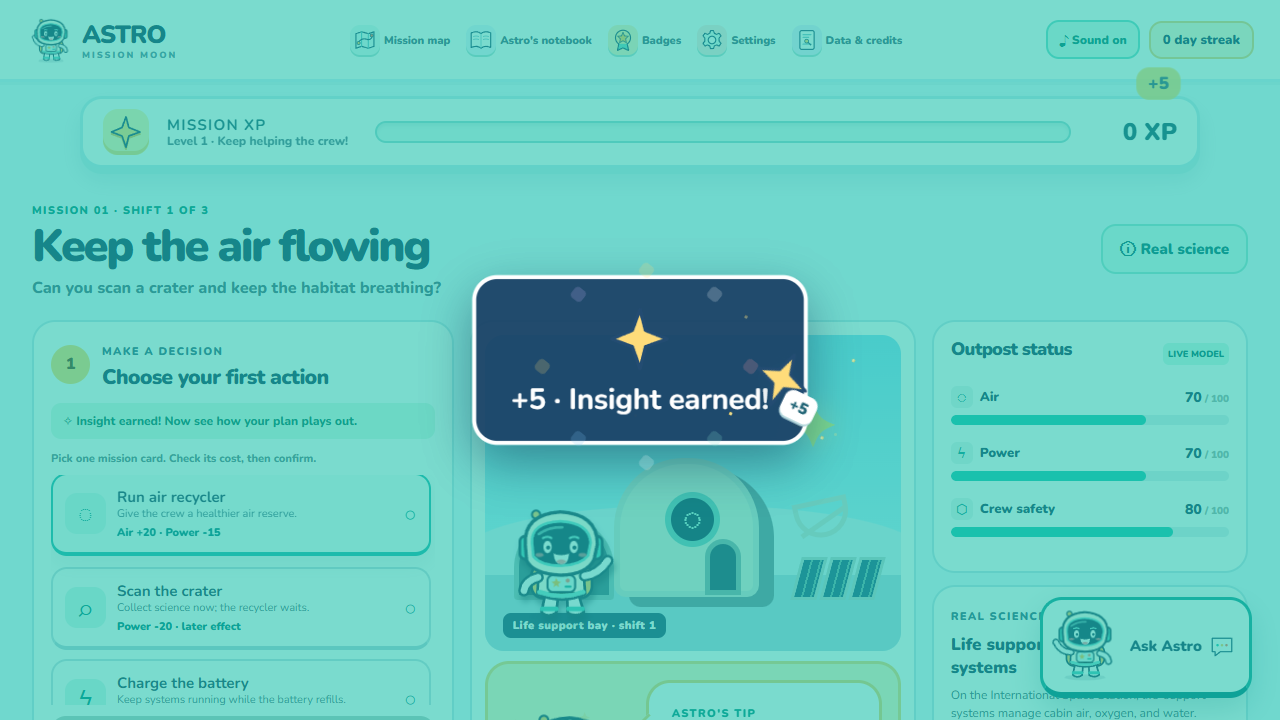 ASTRO
MISSION MOON
Mission map
Astro's notebook
Badges
Settings
Data & credits
Sound on
0 day streak
+5
MISSION XP
Level 1 · Keep helping the crew!
0 XP
MISSION 01 · SHIFT 1 OF 3
Keep the air flowing
Can you scan a crater and keep the habitat breathing?
Real science
1
MAKE A DECISION
Choose your first action
Insight earned! Now see how your plan plays out.
Pick one mission card. Check its cost, then confirm.
Run air recycler
Give the crew a healthier air reserve.
Air +20 · Power -15
Scan the crater
Collect science now; the recycler waits.
Power -20 · later effect
Charge the battery
Keep systems running while the battery refills.
+5 · Insight earned!
+5
Life support bay · shift 1
ASTRO'S TIP
Outpost status
LIVE MODEL
Air
70 / 100
Power
70 / 100
Crew safety
80 / 100
REAL SCIENCE
Life support
systems
On the International Space Station, life support
systems manage cabin air, oxygen, and water.
Ask Astro